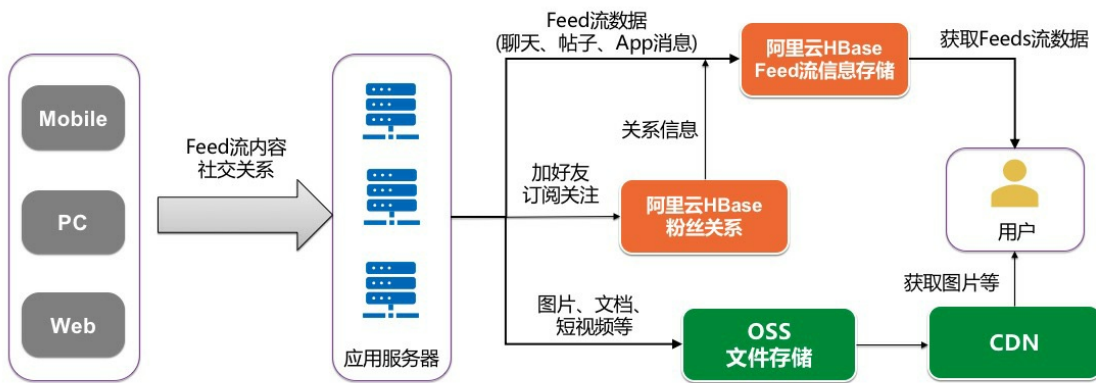 Mobile
PC
Web
Feed流内容
社交关系
应用服务器
Feed流数据
(聊天、帖子、App消息)
加好友
订阅关注
图片、文档、
短视频等
阿里云HBase
Feed流信息存储
关系信息
阿里云HBase
粉丝关系
OSS
文件存储
获取Feeds流数据
用户
获取图片等
CDN